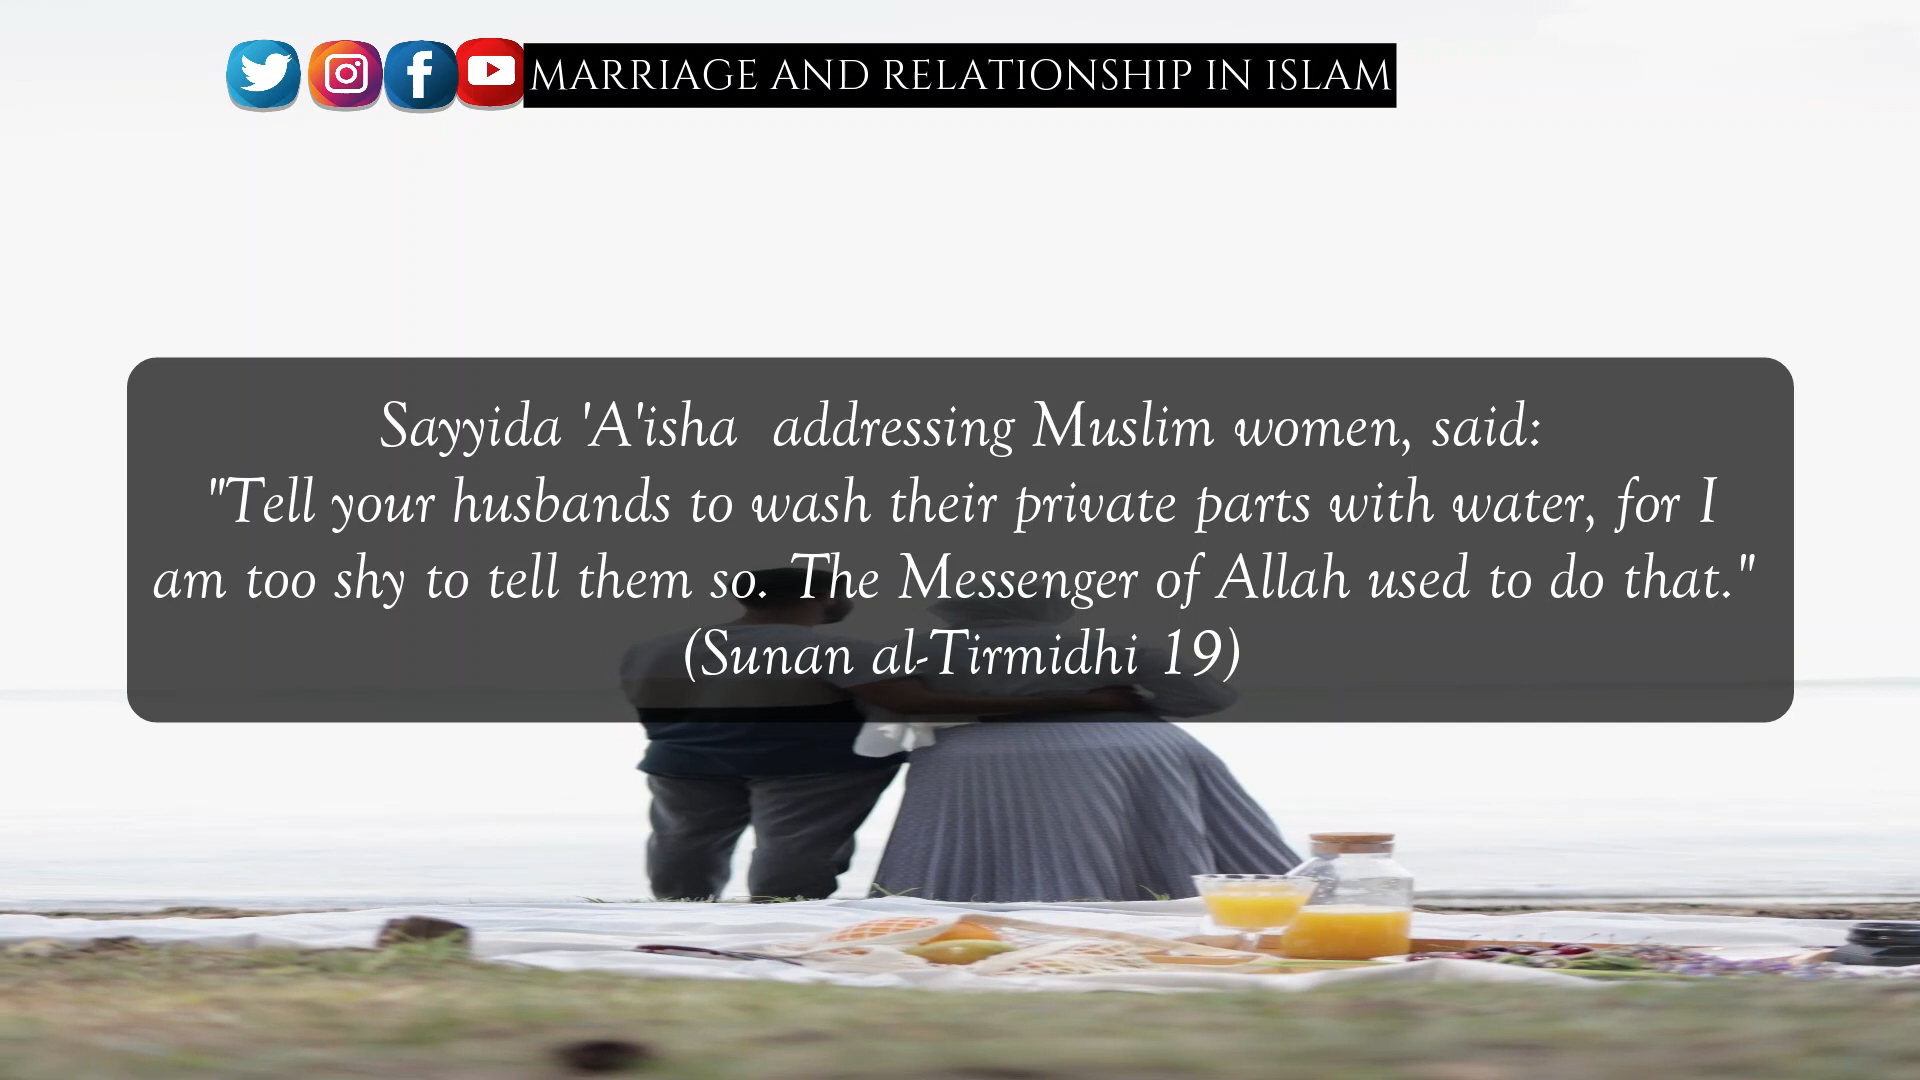 MARRIAGE AND RELATIONSHIP IN ISLAM
Sayyida 'A'isha addressing Muslim women, said:
"Tell your husbands to wash their private parts with water, for I
am too shy to tell them so. The Messenger of Allah used to do that."
(Sunan al-Tirmidhi 19)